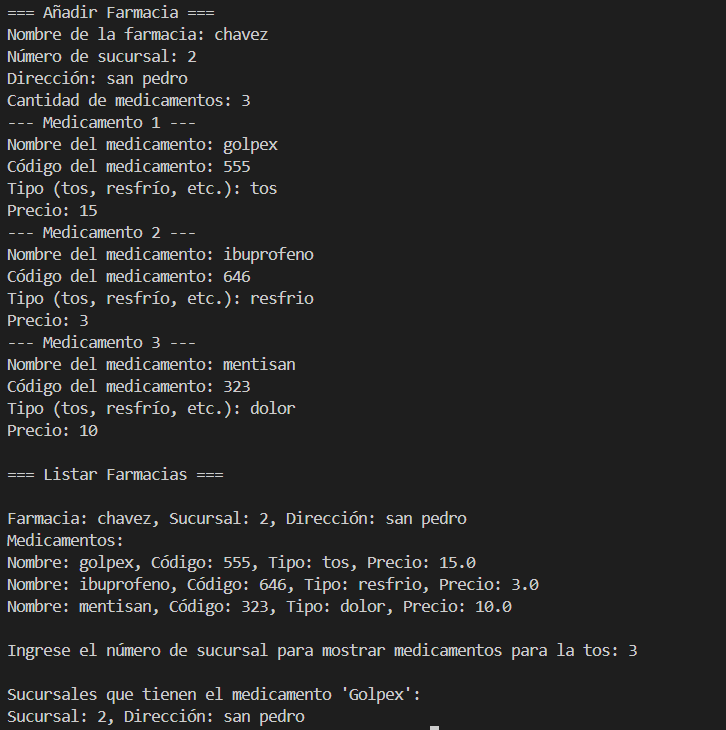 === Añadir Farmacia ===
Nombre de la farmacia: chavez
Número de sucursal: 2
Dirección: san pedro
Cantidad de medicamentos: 3
--- Medicamento 1 ---
Nombre del medicamento: golpex
Código del medicamento: 555
Tipo (tos, resfrío, etc.): tos
Precio: 15
--- Medicamento 2 ---
Nombre del medicamento: ibuprofeno
Código del medicamento: 646
Tipo (tos, resfrío, etc.): resfrio
Precio: 3
--- Medicamento 3 ---
Nombre del medicamento: mentisan
Código del medicamento: 323
Tipo (tos, resfrío, etc.): dolor
Precio: 10
=== Listar Farmacias ===
Farmacia: chavez, Sucursal: 2, Dirección: san pedro
Medicamentos:
Nombre: golpex, Código: 555, Tipo: tos, Precio: 15.0
Nombre: ibuprofeno, Código: 646, Tipo: resfrio, Precio: 3.0
Nombre: mentisan, Código: 323, Tipo: dolor, Precio: 10.0
Ingrese el número de sucursal para mostrar medicamentos para la tos: 3
Sucursales que tienen el medicamento 'Golpex':
Sucursal: 2, Dirección: san pedro